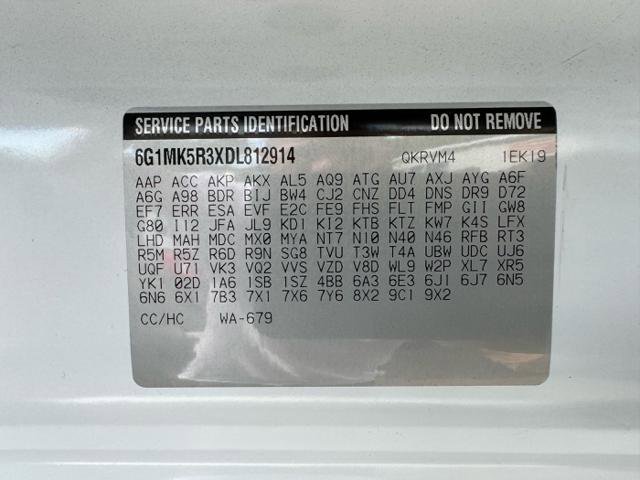 SERVICE PARTS IDENTIFICATION DO NOT REMOVE
6G1MK5R3XDL812914 QKRVM4 1EK19
AAP ACC AKP AKX AL5 AQ9 ATG AU7 AXJ AYG A6F
A6G A98 BDR BIJ BW4 CJ2 CNZ DD4 DNS DR9 D72
EF7 ERR ESA EVF E2C FE9 FHS FLT FMP GII GW8
G80 I12 JFA JL9 KD1 KI2 KTB KTZ KW7 K4S LFX
LHD MAH MDC MX0 MYA NT7 N10 N40 N46 RFB RT3
R5M R5Z R6D R9N SG8 TVU T3W T4A UBW UDC UJ6
UQF U71 VK3 VQ2 VVS VZD V8D WL9 W2P XL7 XR5
YK1 02D 1A6 1SB 1SZ 4BB 6A3 6E3 6J1 6J7 6N5
6N6 6X1 7B3 7X1 7X6 7Y6 8X2 9C1 9X2
CC/HC WA-679